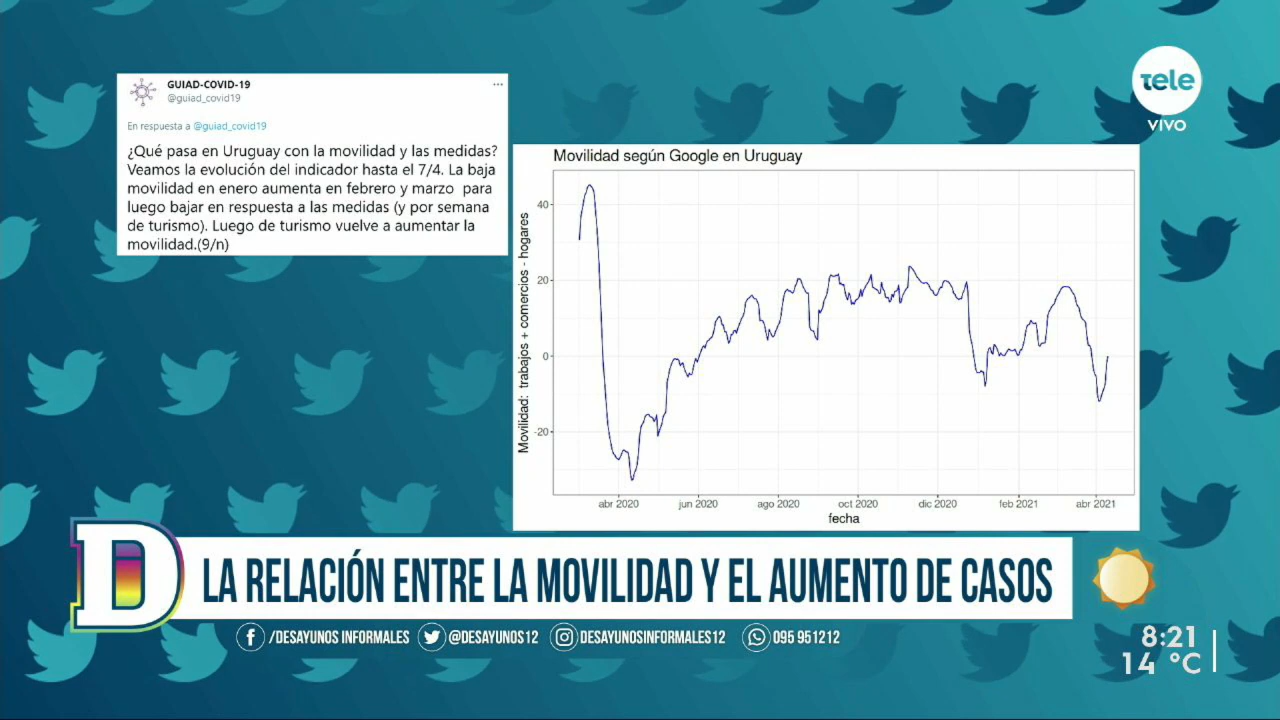 GUIAD-COVID-19
@guiad_covid19
En respuesta a @guiad_covid19
¿Qué pasa en Uruguay con la movilidad y las medidas?
Veamos la evolución del indicador hasta el 7/4. La baja
movilidad en enero aumenta en febrero y marzo para
luego bajar en respuesta a las medidas (y por semana
de turismo). Luego de turismo vuelve a aumentar la
movilidad.(9/n)
tele
VIVO
Movilidad según Google en Uruguay
Movilidad: trabajos + comercios - hogares
40
20
0
-20
abr 2020 jun 2020 ago 2020 oct 2020 dic 2020 feb 2021 abr 2021
fecha
D
LA RELACIÓN ENTRE LA MOVILIDAD Y EL AUMENTO DE CASOS
/DESAYUNOS INFORMALES @DESAYUNOS12 DESAYUNOSINFORMALES12 095 951212
8:21
14 °C